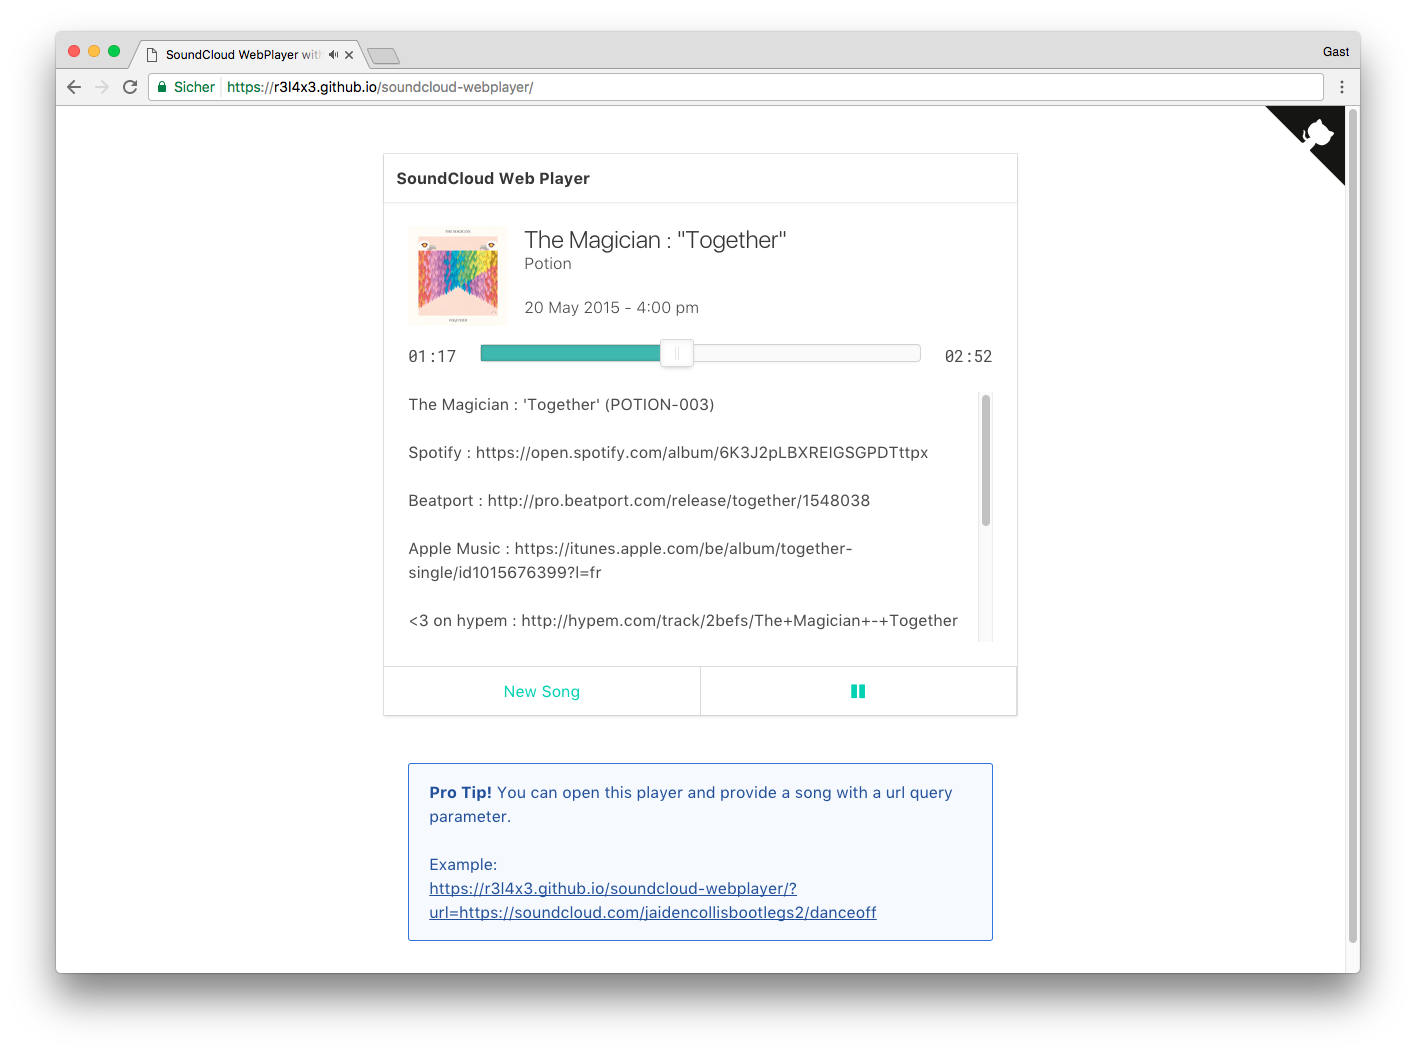 SoundCloud WebPlayer with
Gast
Sicher https://r3l4x3.github.io/soundcloud-webplayer/
SoundCloud Web Player
THE MAGICIAN
TOGETHER
The Magician : "Together"
Potion
20 May 2015 - 4:00 pm
01:17
02:52
The Magician : 'Together' (POTION-003)
Spotify : https://open.spotify.com/album/6K3J2pLBXREIGSGPDTttpx
Beatport : http://pro.beatport.com/release/together/1548038
Apple Music : https://itunes.apple.com/be/album/together-
single/id1015676399?l=fr
<3 on hypem : http://hypem.com/track/2befs/The+Magician+-+Together
New Song
Pro Tip! You can open this player and provide a song with a url query
parameter.
Example:
https://r3l4x3.github.io/soundcloud-webplayer/?
url=https://soundcloud.com/jaidencollisbootlegs2/danceoff